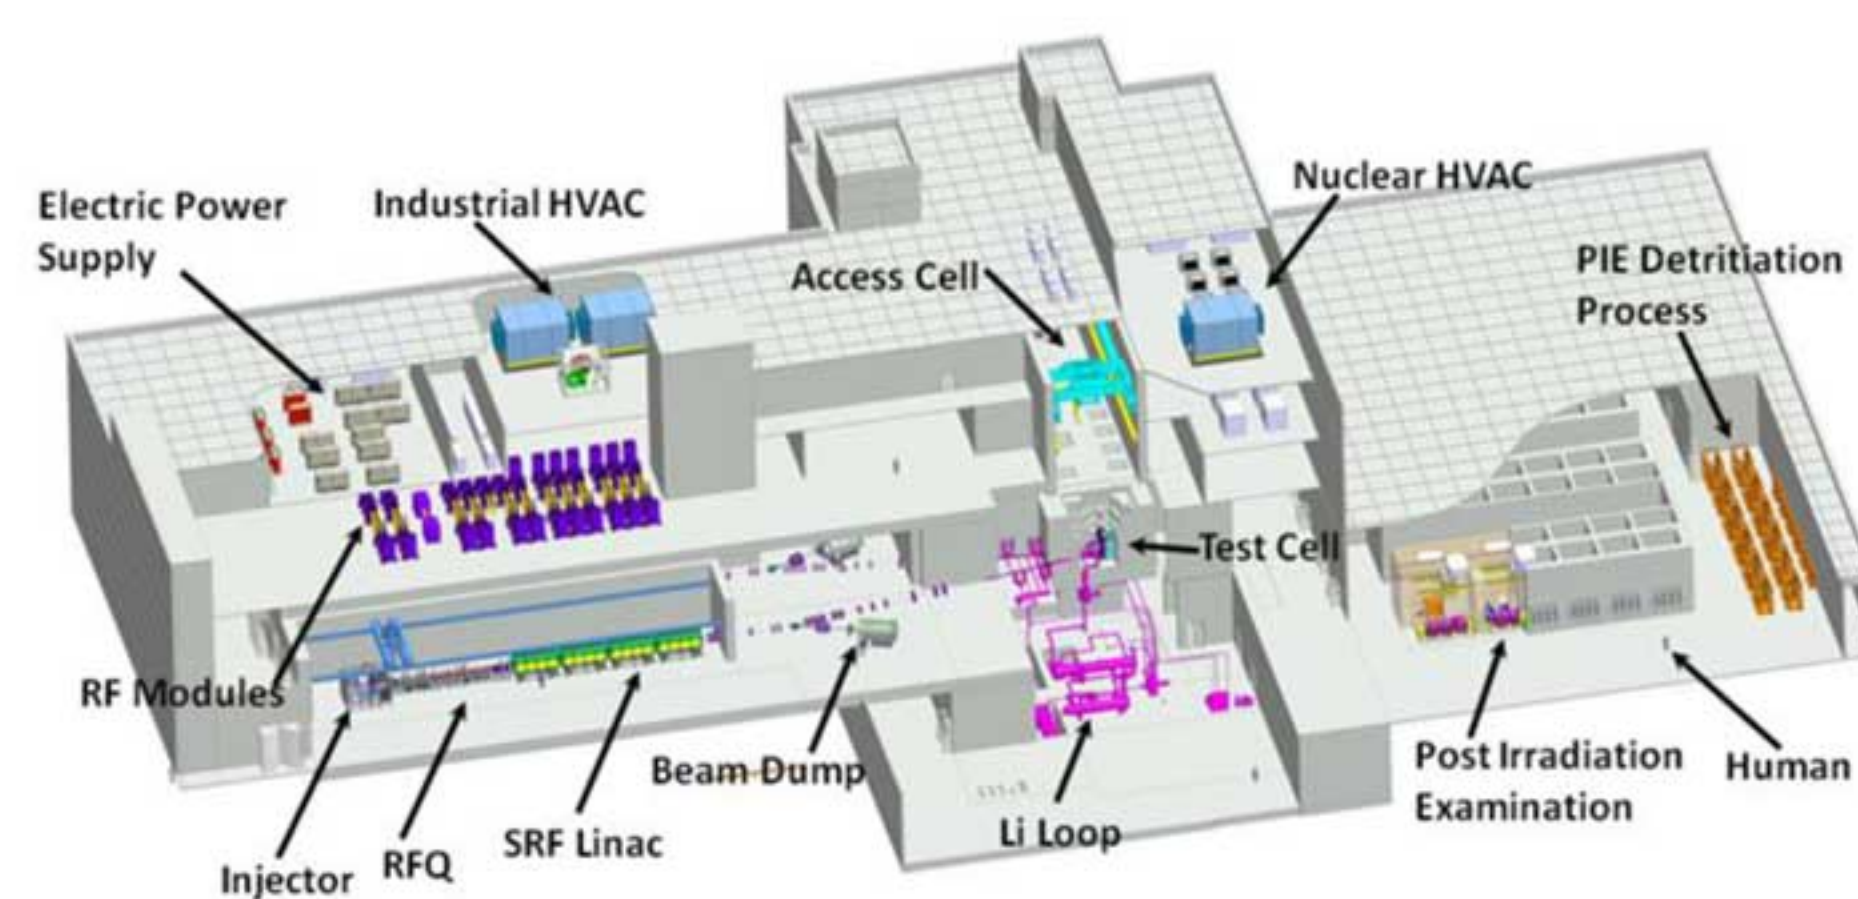 Electric Power
Supply
Industrial HVAC
Nuclear HVAC
Access Cell
PIE Detritiation
Process
Test Cell
RF Modules
Beam Dump
Post Irradiation
Examination
Human
Injector
RFQ
SRF Linac
Li Loop